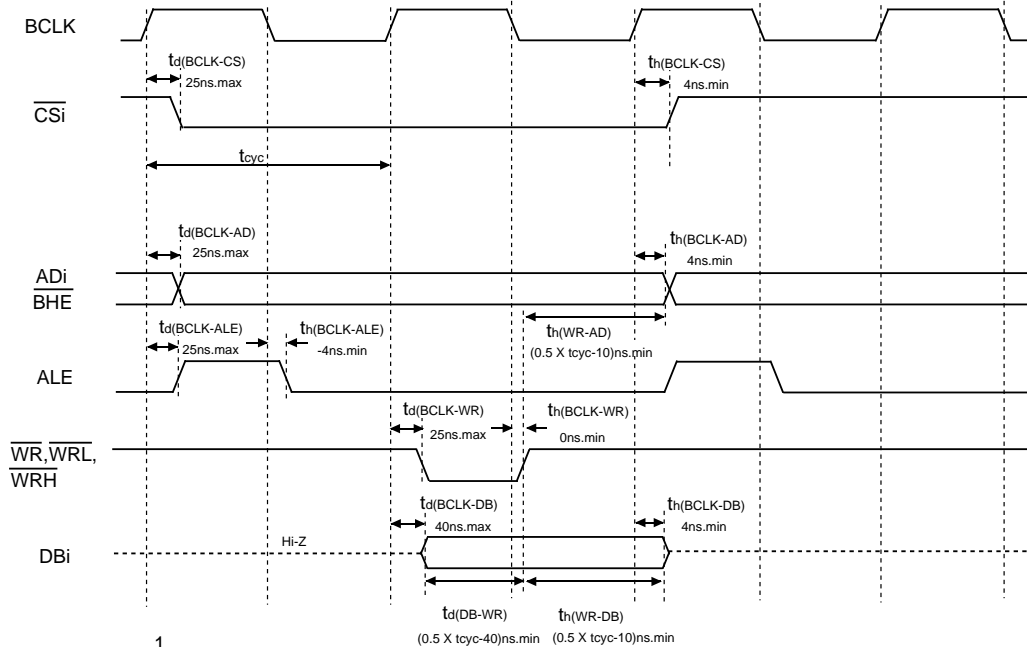 BCLK
td(BCLK-CS)
25ns.max
th(BCLK-CS)
4ns.min
CSi
tcyc
td(BCLK-AD)
25ns.max
th(BCLK-AD)
4ns.min
ADi
BHE
td(BCLK-ALE)
25ns.max
th(BCLK-ALE)
-4ns.min
th(WR-AD)
(0.5 X tcyc-10)ns.min
ALE
td(BCLK-WR)
25ns.max
th(BCLK-WR)
0ns.min
WR,WRL,
WRH
td(BCLK-DB)
40ns.max
th(BCLK-DB)
4ns.min
Hi-Z
DBi
td(DB-WR)
(0.5 X tcyc-40)ns.min
th(WR-DB)
(0.5 X tcyc-10)ns.min
1